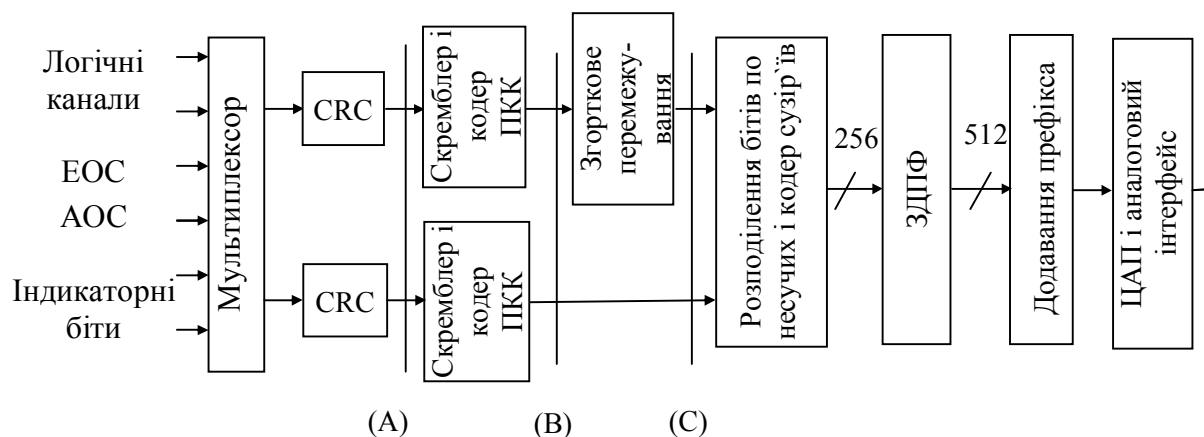 Логічні
канали
ЕОС
АОС
Індикаторні
біти
Мультиплексор
CRC
CRC
(А)
Скремблер і
кодер
ПКК
Скремблер і
кодер
ПКК
(В)
Згорткове
перемежу-
вання
(С)
Розподілення бітів по
несучих і кодер сузір`їв
256
ЗДПФ
512
Додавання префікса
ЦАП і аналоговий
інтерфейс